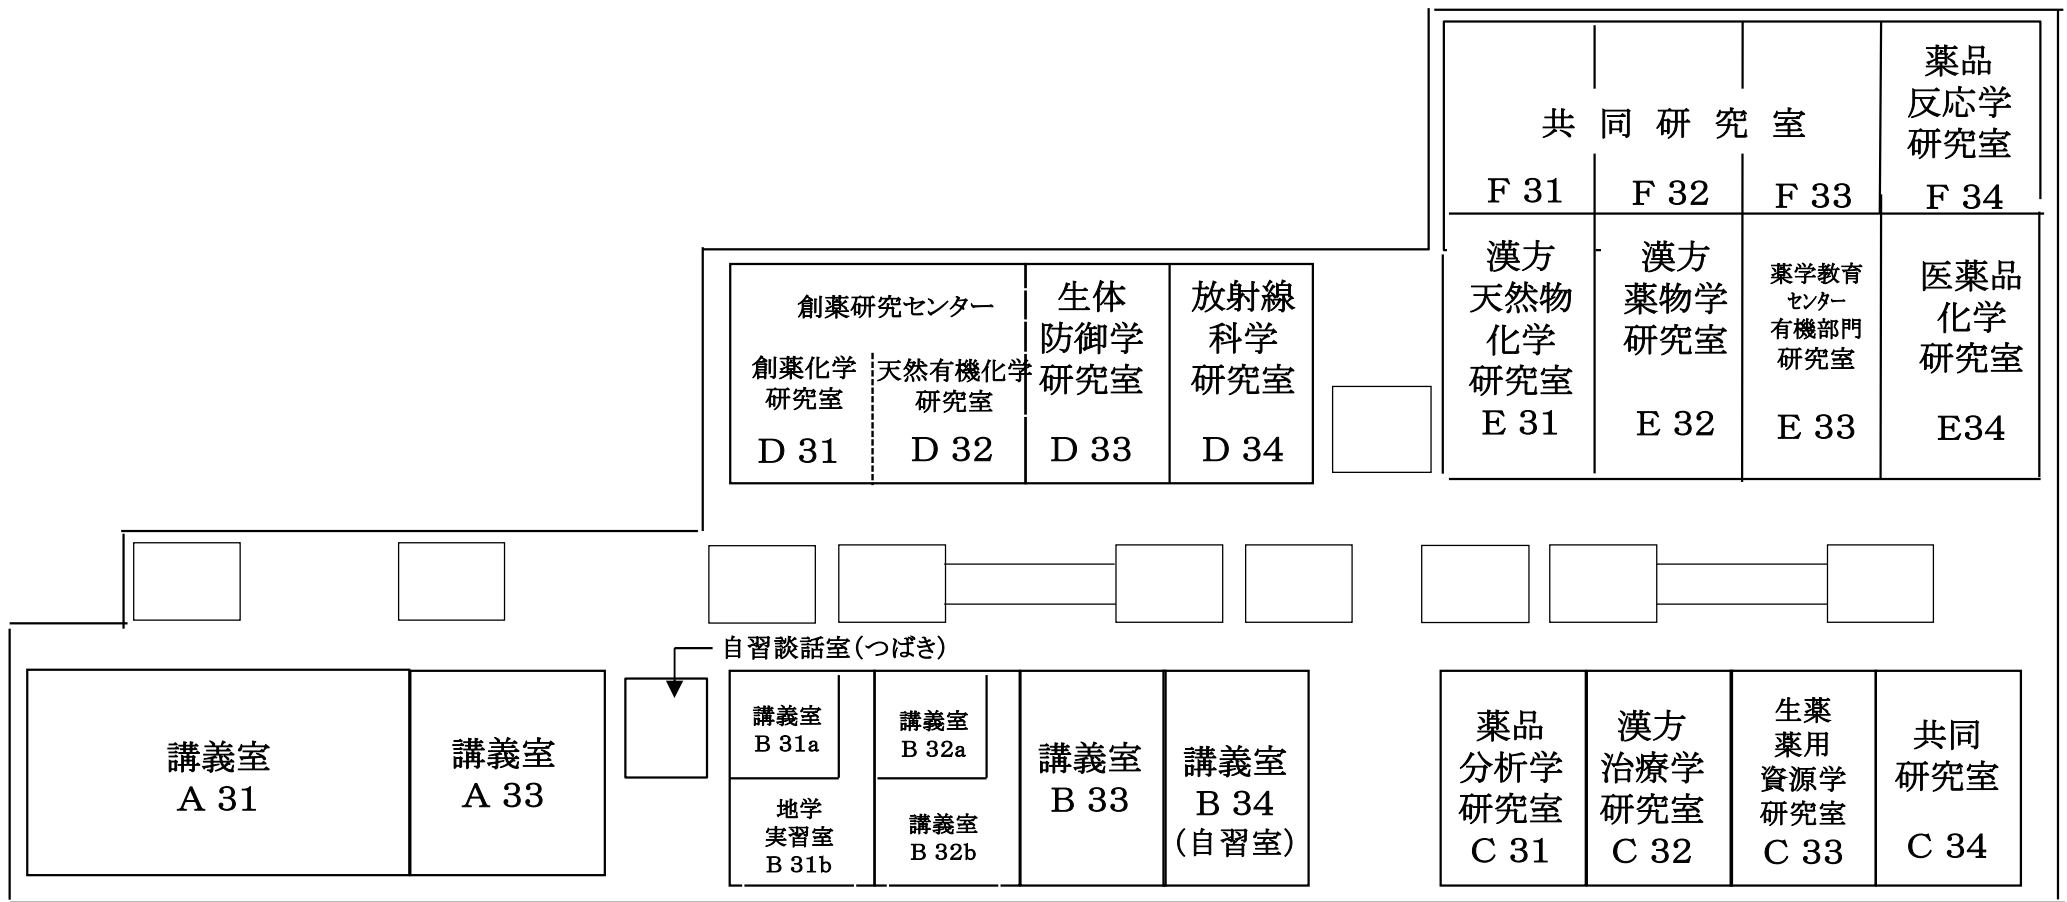 共同研究室
F 31
F 32
F 33
薬品
反応学
研究室
F 34
漢方
天然物
化学
研究室
E 31
漢方
薬物学
研究室
E 32
薬学教育
センター
有機部門
研究室
E 33
医薬品
化学
研究室
E34
創薬研究センター
創薬化学
研究室
D 31
天然有機化学
研究室
D 32
生体
防御学
研究室
D 33
放射線
科学
研究室
D 34
自習談話室(つばき)
講義室
A 31
講義室
A 33
講義室
B 31a
地学
実習室
B 31b
講義室
B 32a
講義室
B 32b
講義室
B 33
講義室
B 34
(自習室)
薬品
分析学
研究室
C 31
漢方
治療学
研究室
C 32
生薬
薬用
資源学
研究室
C 33
共同
研究室
C 34